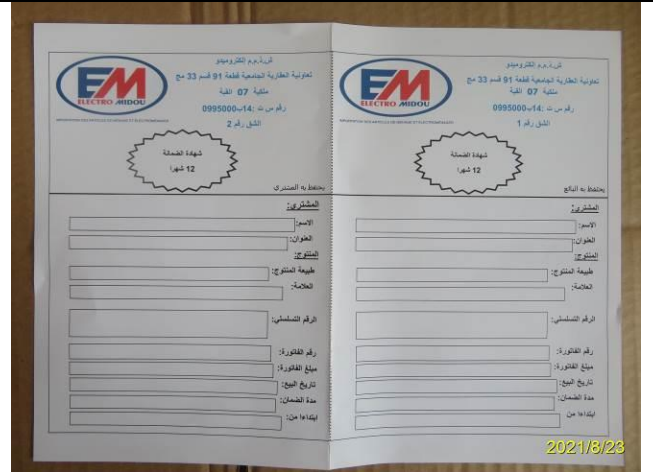 ش.ذ.م.م الكتروميدو
تعاونية العقارية الجامعية قطعة 91 قسم 33 مج
ملكية 07 القبة
رقم س ت :14ب0995000
الشق رقم 1
EM
ELECTRO MIDOU
شهادة الضمانة
12 شهرا
يحتفظ به البائع
المشتري:
الاسم:
العنوان:
المنتوج:
طبيعة المنتوج:
العلامة:
الرقم التسلسلي:
رقم الفاتورة:
مبلغ الفاتورة:
تاريخ البيع:
مدة الضمان:
ابتداءا من
ش.ذ.م.م الكتروميدو
تعاونية العقارية الجامعية قطعة 91 قسم 33 مج
ملكية 07 القبة
رقم س ت :14ب0995000
الشق رقم 2
EM
ELECTRO MIDOU
شهادة الضمانة
12 شهرا
يحتفظ به المشتري
المشتري:
الاسم:
العنوان:
المنتوج:
طبيعة المنتوج:
العلامة:
الرقم التسلسلي:
رقم الفاتورة:
مبلغ الفاتورة:
تاريخ البيع:
مدة الضمان:
ابتداءا من:
2021/8/23